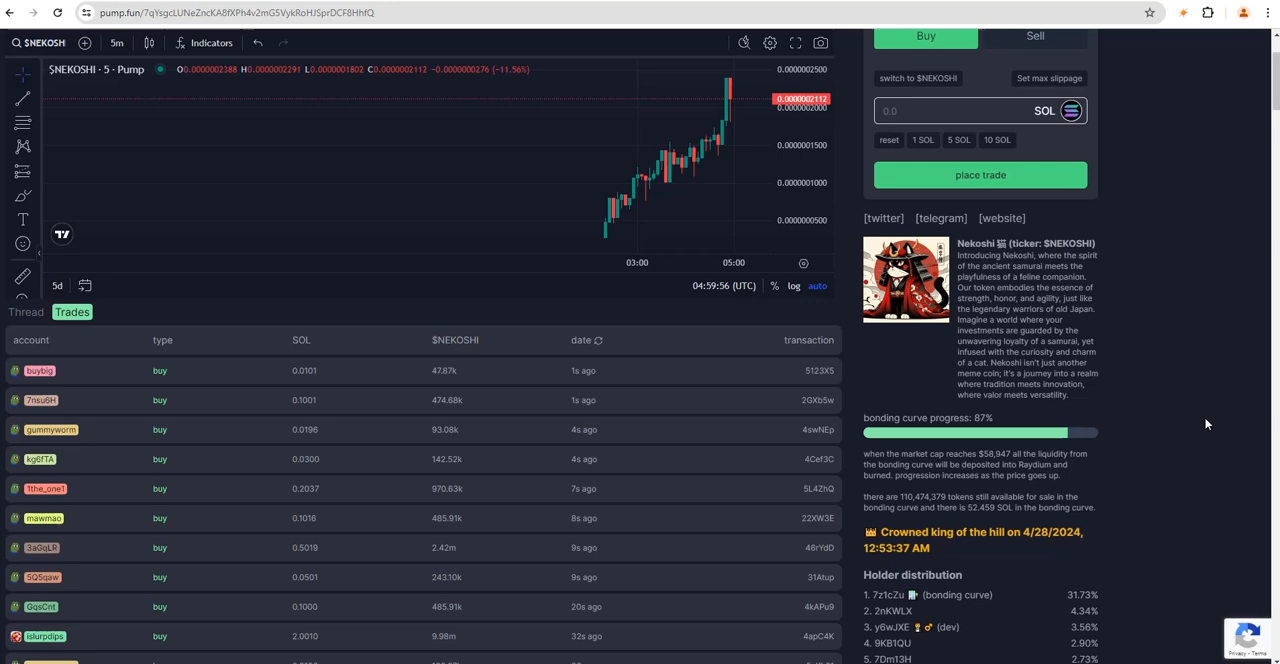 pump.fun/7qYsgcLUNeZncKA8fXPh4v2mG5VykRoHJSprDCF8HhfQ
$NEKOSHI 5m Indicators
$NEKOSHI · 5 · Pump O0.0000002388 H0.0000002291 L0.0000001802 C0.0000002112 −0.0000000276 (−11.56%)
0.0000002500
0.0000002112
0.0000002000
0.0000001500
0.0000001000
0.0000000500
03:00 05:00
5d 04:59:56 (UTC) % log auto
Thread Trades
account type SOL $NEKOSHI date transaction
buybig buy 0.0101 47.87k 1s ago 5123X5
7nsu6H buy 0.1001 474.68k 1s ago 2GXb5w
gummyworm buy 0.0196 93.08k 4s ago 4swNEp
kg6fTA buy 0.0300 142.52k 4s ago 4Cef3C
1the_one1 buy 0.2037 970.63k 7s ago 5L4ZhQ
mawmao buy 0.1016 485.91k 8s ago 22XW3E
3aGqLR buy 0.5019 2.42m 9s ago 46rYdD
5Q5qaw buy 0.0501 243.10k 9s ago 31Atup
GqsCnt buy 0.1000 485.91k 20s ago 4kAPu9
islurpdips buy 2.0010 9.98m 32s ago 4apC4K
Buy Sell
switch to $NEKOSHI Set max slippage
0.0 SOL
reset 1 SOL 5 SOL 10 SOL
place trade
[twitter] [telegram] [website]
Nekoshi 猫 (ticker: $NEKOSHI)
Introducing Nekoshi, where the spirit
of the ancient samurai meets the
playfulness of a feline companion.
Our token embodies the essence of
strength, honor, and agility, just like
the legendary warriors of old Japan.
Imagine a world where your
investments are guarded by the
unwavering loyalty of a samurai, yet
infused with the curiosity and charm
of a cat. Nekoshi isn't just another
meme coin; it's a journey into a realm
where tradition meets innovation,
where valor meets versatility.
bonding curve progress: 87%
when the market cap reaches $58,947 all the liquidity from
the bonding curve will be deposited into Raydium and
burned. progression increases as the price goes up.
there are 110,474,379 tokens still available for sale in the
bonding curve and there is 52.459 SOL in the bonding curve.
Crowned king of the hill on 4/28/2024,
12:53:37 AM
Holder distribution
1. 7z1cZu (bonding curve) 31.73%
2. 2nKWLX 4.34%
3. y6wJXE (dev) 3.56%
4. 9KB1QU 2.90%
5. 7Dm13H 2.73%
Privacy - Terms